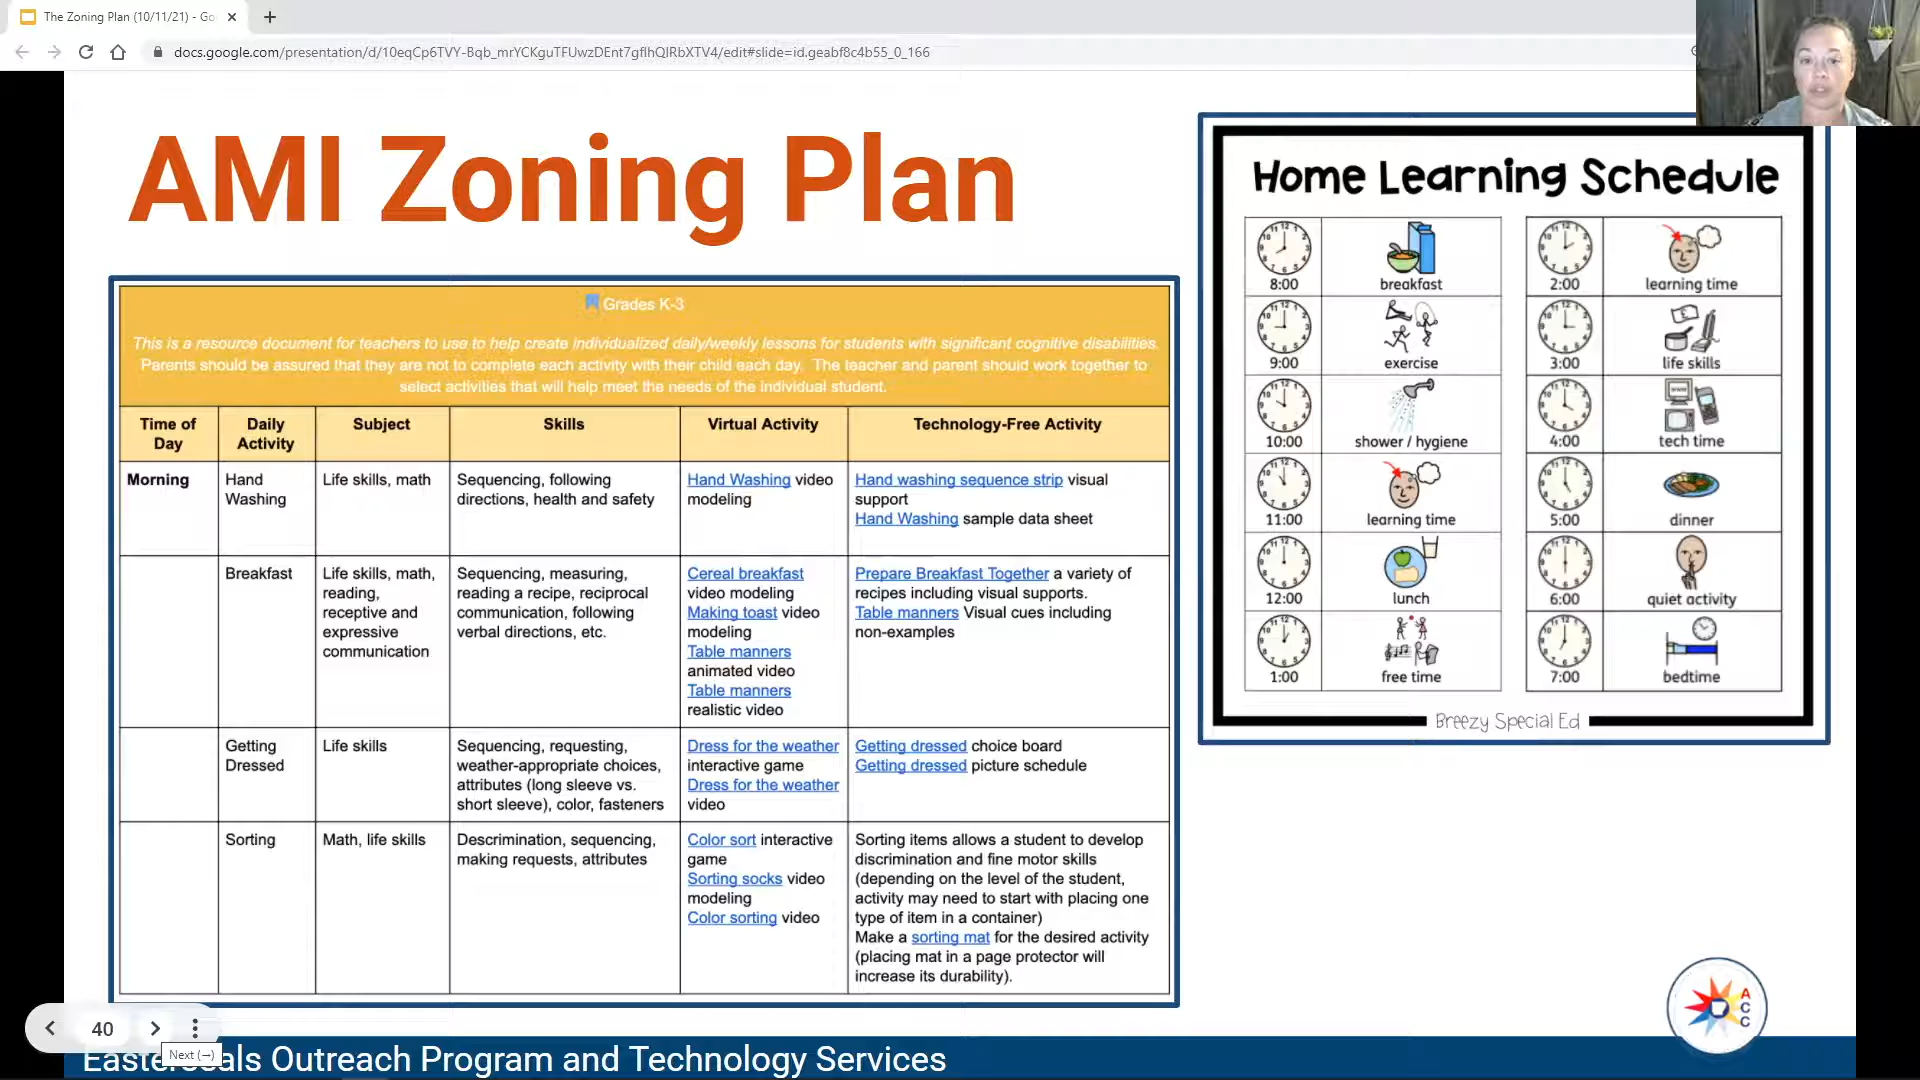 The Zoning Plan (10/11/21) - Go
docs.google.com/presentation/d/10eqCp6TVY-Bqb_mrYCKguTFUwzDEnt7gflhQlRbXTV4/edit#slide=id.geabf8c4b55_0_166
AMI Zoning Plan
Grades K-3
This is a resource document for teachers to use to help create individualized daily/weekly lessons for students with significant cognitive disabilities.
Parents should be assured that they are not to complete each activity with their child each day. The teacher and parent should work together to
select activities that will help meet the needs of the individual student.
Time of
Day
Daily
Activity
Subject
Skills
Virtual Activity
Technology-Free Activity
Morning
Hand
Washing
Life skills, math
Sequencing, following
directions, health and safety
Hand Washing video
modeling
Hand washing sequence strip visual
support
Hand Washing sample data sheet
Breakfast
Life skills, math,
reading,
receptive and
expressive
communication
Sequencing, measuring,
reading a recipe, reciprocal
communication, following
verbal directions, etc.
Cereal breakfast
video modeling
Making toast video
modeling
Table manners
animated video
Table manners
realistic video
Prepare Breakfast Together a variety of
recipes including visual supports.
Table manners Visual cues including
non-examples
Getting
Dressed
Life skills
Sequencing, requesting,
weather-appropriate choices,
attributes (long sleeve vs.
short sleeve), color, fasteners
Dress for the weather
interactive game
Dress for the weather
video
Getting dressed choice board
Getting dressed picture schedule
Sorting
Math, life skills
Descrimination, sequencing,
making requests, attributes
Color sort interactive
game
Sorting socks video
modeling
Color sorting video
Sorting items allows a student to develop
discrimination and fine motor skills
(depending on the level of the student,
activity may need to start with placing one
type of item in a container)
Make a sorting mat for the desired activity
(placing mat in a page protector will
increase its durability).
Home Learning Schedule
8:00
breakfast
9:00
exercise
10:00
shower / hygiene
11:00
learning time
12:00
lunch
1:00
free time
2:00
learning time
3:00
life skills
4:00
tech time
5:00
dinner
6:00
quiet activity
7:00
bedtime
Breezy Special Ed
ACC
40
Next (→)
Outreach Program and Technology Services